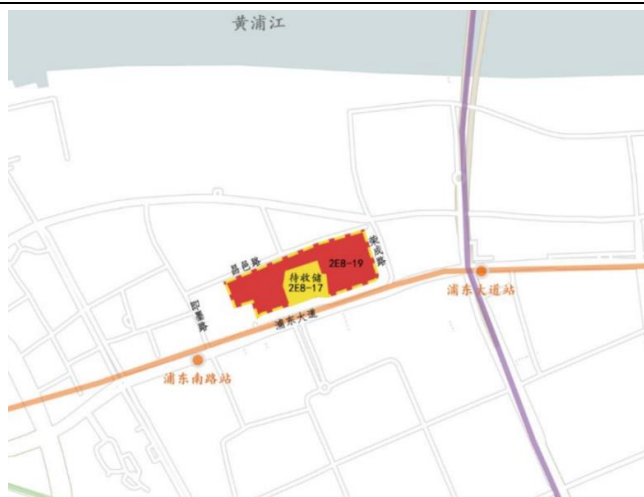 黄浦江
昌邑路
荣成路
2E8-19
待收储
2E8-17
即墨路
浦东大道
浦东大道站
浦东南路站